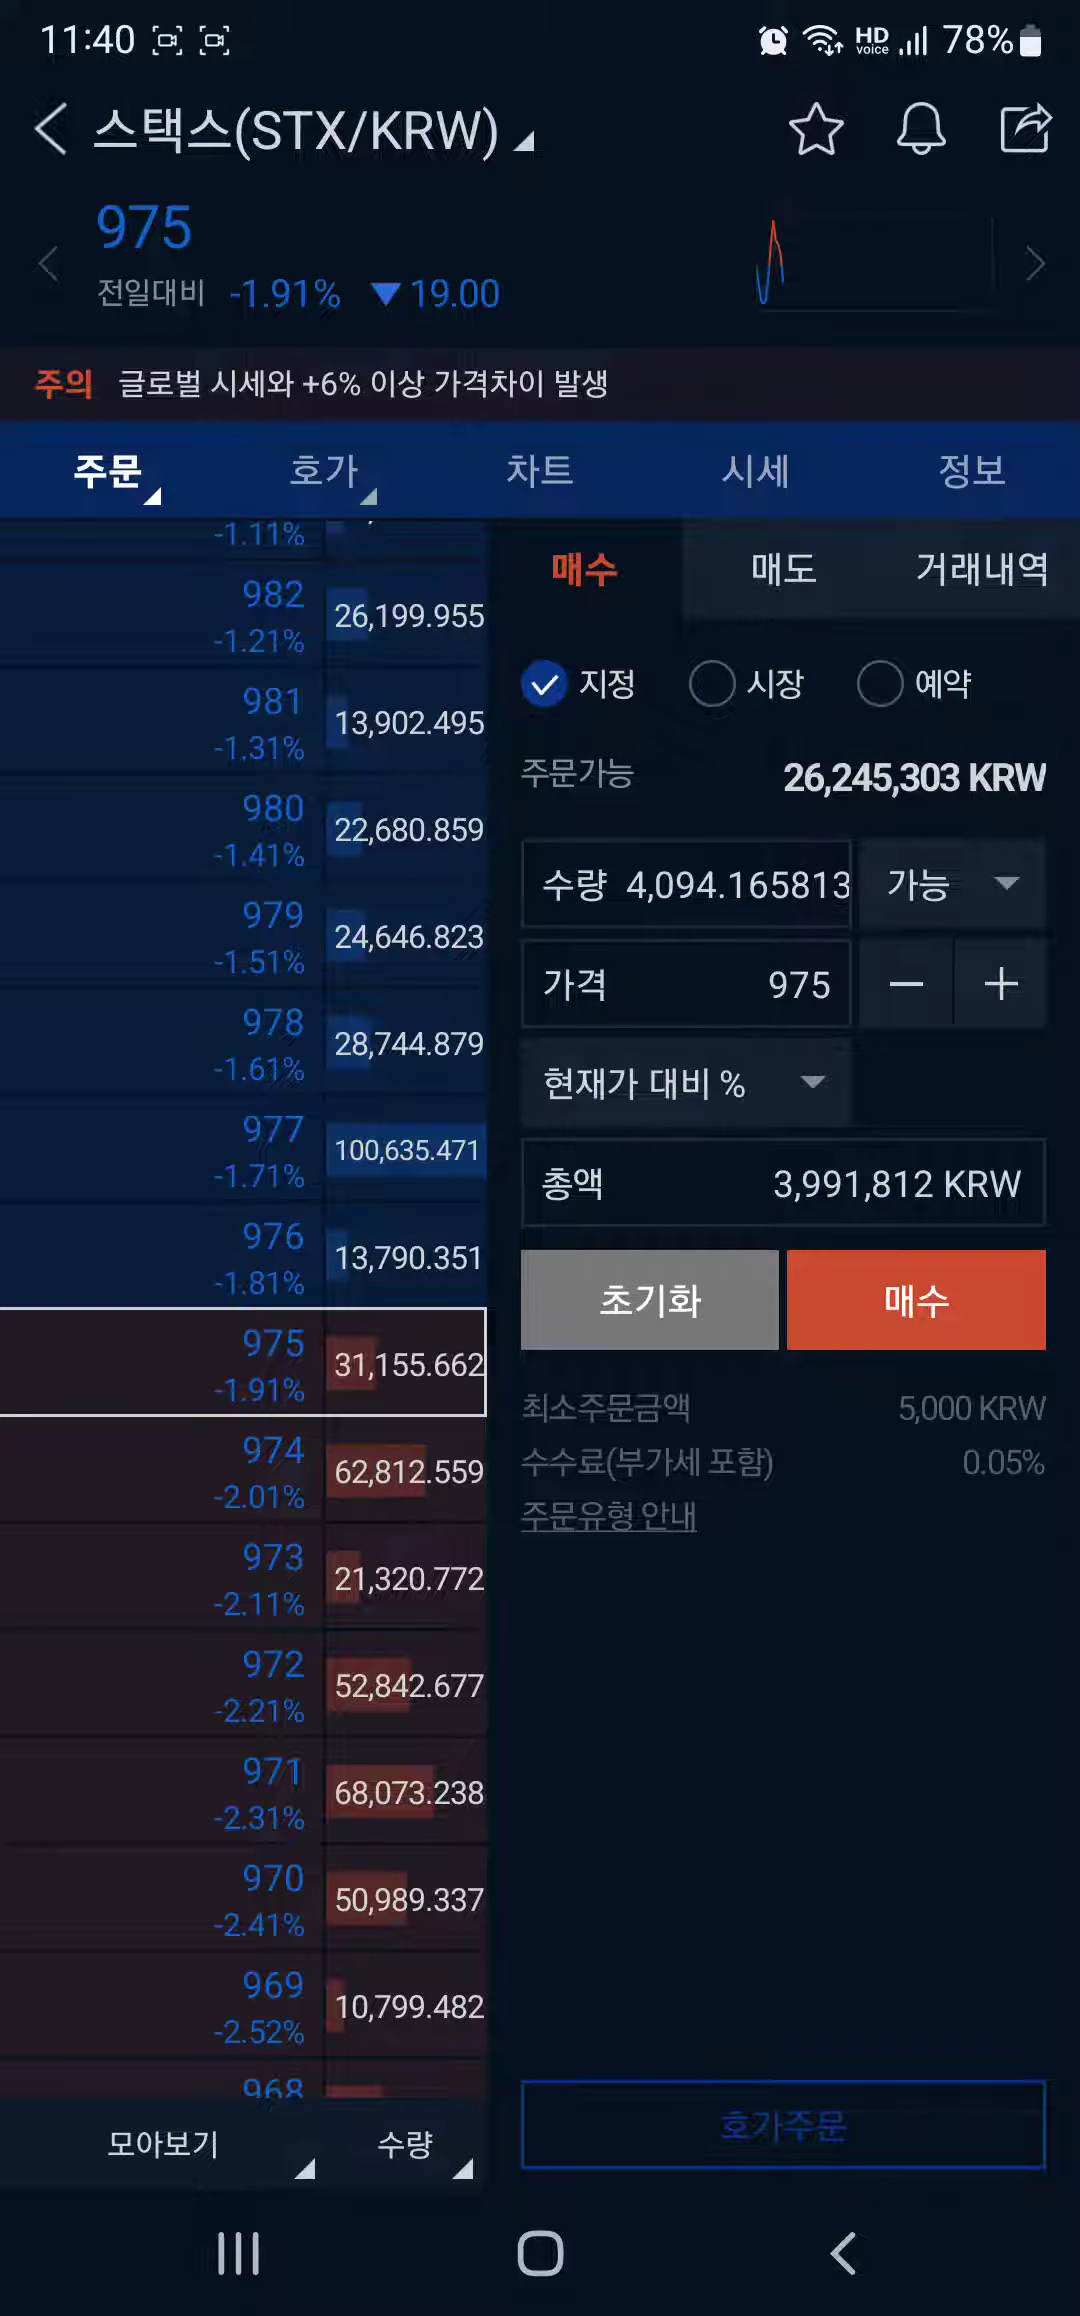 11:40 HD voice 78%
스택스(STX/KRW)
975
전일대비 -1.91% ▼ 19.00
주의 글로벌 시세와 +6% 이상 가격차이 발생
주문 호가 차트 시세 정보
-1.11%
982 26,199.955
-1.21%
981 13,902.495
-1.31%
980 22,680.859
-1.41%
979 24,646.823
-1.51%
978 28,744.879
-1.61%
977 100,635.471
-1.71%
976 13,790.351
-1.81%
975 31,155.662
-1.91%
974 62,812.559
-2.01%
973 21,320.772
-2.11%
972 52,842.677
-2.21%
971 68,073.238
-2.31%
970 50,989.337
-2.41%
969 10,799.482
-2.52%
968
모아보기 수량
매수 매도 거래내역
지정 시장 예약
주문가능 26,245,303 KRW
수량 4,094.165813 가능
가격 975 − +
현재가 대비 %
총액 3,991,812 KRW
초기화 매수
최소주문금액 5,000 KRW
수수료(부가세 포함) 0.05%
주문유형 안내
호가주문